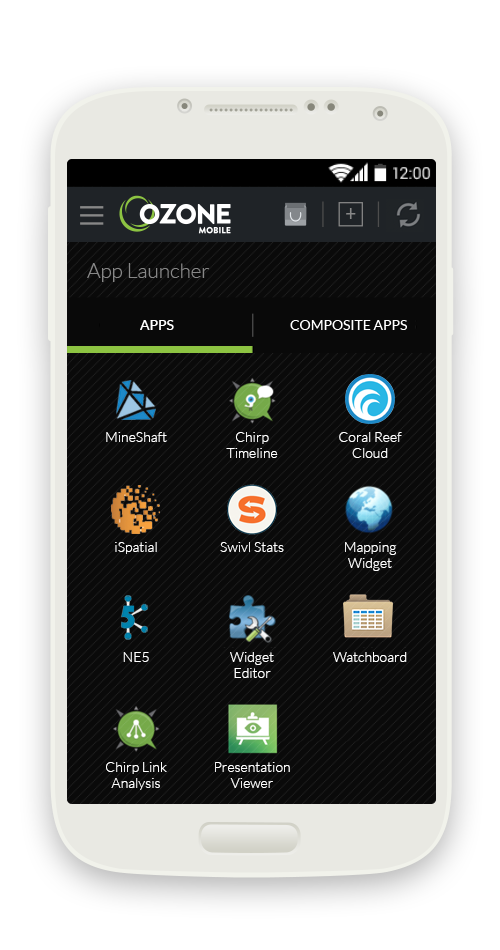 12:00
OZONE
MOBILE
App Launcher
APPS
COMPOSITE APPS
MineShaft
Chirp
Timeline
Coral Reef
Cloud
iSpatial
Swivl Stats
Mapping
Widget
NE5
Widget
Editor
Watchboard
Chirp Link
Analysis
Presentation
Viewer